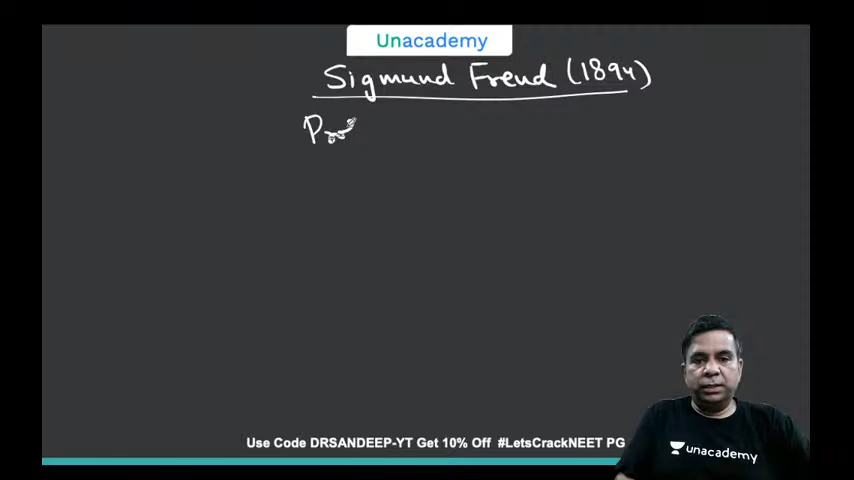 Unacademy
Sigmund Freud (1894)
Use Code DRSANDEEP-YT Get 10% Off #LetsCrackNEET PG
unacademy